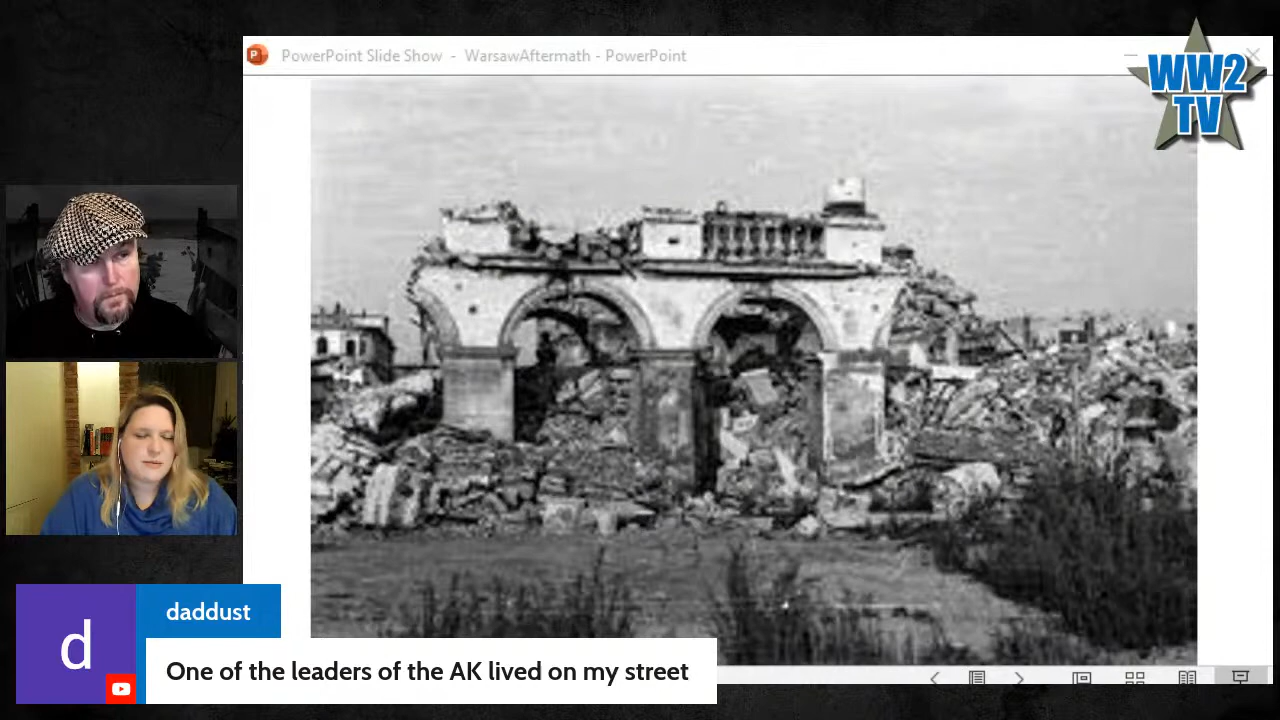 PowerPoint Slide Show - WarsawAftermath - PowerPoint
WW2
TV
d
daddust
One of the leaders of the AK lived on my street